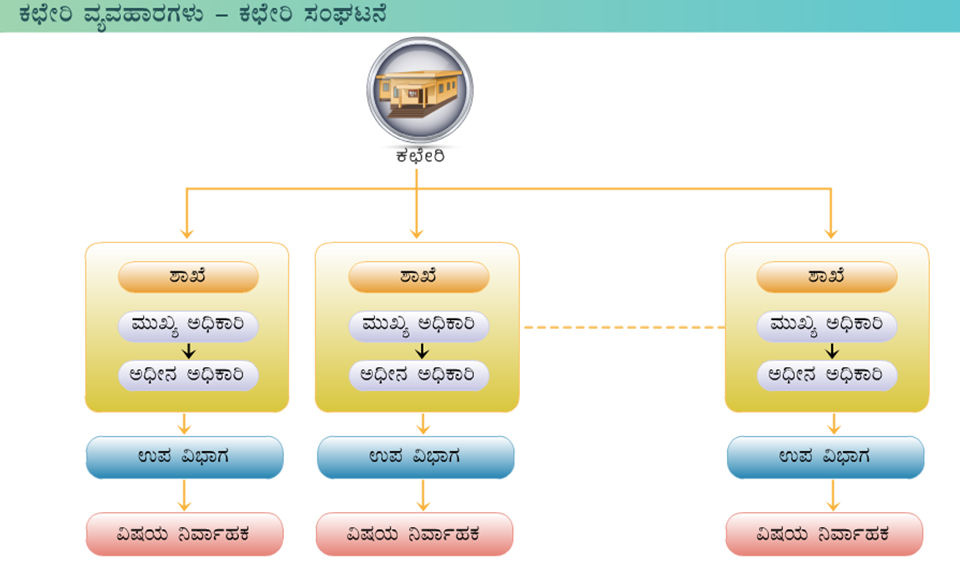 ಕಛೇರಿ ವ್ಯವಹಾರಗಳು – ಕಛೇರಿ ಸಂಘಟನೆ
ಕಛೇರಿ
ಶಾಖೆ
ಮುಖ್ಯ ಅಧಿಕಾರಿ
ಅಧೀನ ಅಧಿಕಾರಿ
ಉಪ ವಿಭಾಗ
ವಿಷಯ ನಿರ್ವಾಹಕ
ಶಾಖೆ
ಮುಖ್ಯ ಅಧಿಕಾರಿ
ಅಧೀನ ಅಧಿಕಾರಿ
ಉಪ ವಿಭಾಗ
ವಿಷಯ ನಿರ್ವಾಹಕ
ಶಾಖೆ
ಮುಖ್ಯ ಅಧಿಕಾರಿ
ಅಧೀನ ಅಧಿಕಾರಿ
ಉಪ ವಿಭಾಗ
ವಿಷಯ ನಿರ್ವಾಹಕ